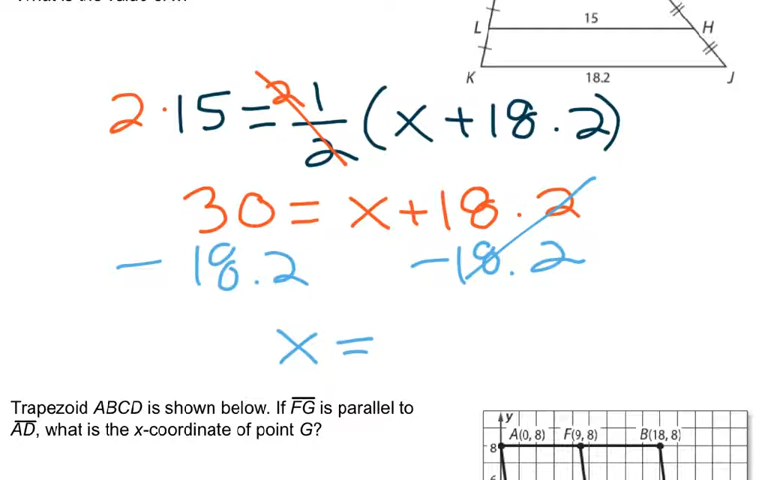 L 15 H
K 18.2 J
2 · 15 = 2 1/2 (x + 18.2)
30 = x + 18.2
- 18.2 - 18.2
x =
Trapezoid ABCD is shown below. If FG is parallel to
AD, what is the x-coordinate of point G?
y
A(0, 8) F(9, 8) B(18, 8)
8